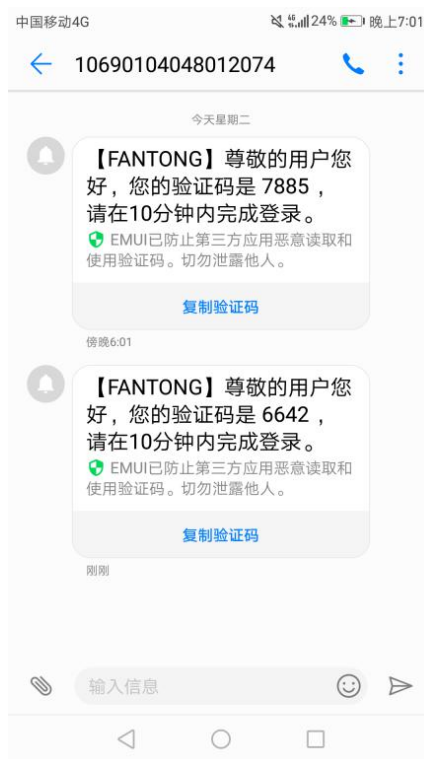 中国移动4G 24% 晚上7:01
10690104048012074
今天星期二
【FANTONG】尊敬的用户您
好，您的验证码是 7885，
请在10分钟内完成登录。
EMUI已防止第三方应用恶意读取和
使用验证码。切勿泄露他人。
复制验证码
傍晚6:01
【FANTONG】尊敬的用户您
好，您的验证码是 6642，
请在10分钟内完成登录。
EMUI已防止第三方应用恶意读取和
使用验证码。切勿泄露他人。
复制验证码
刚刚
输入信息